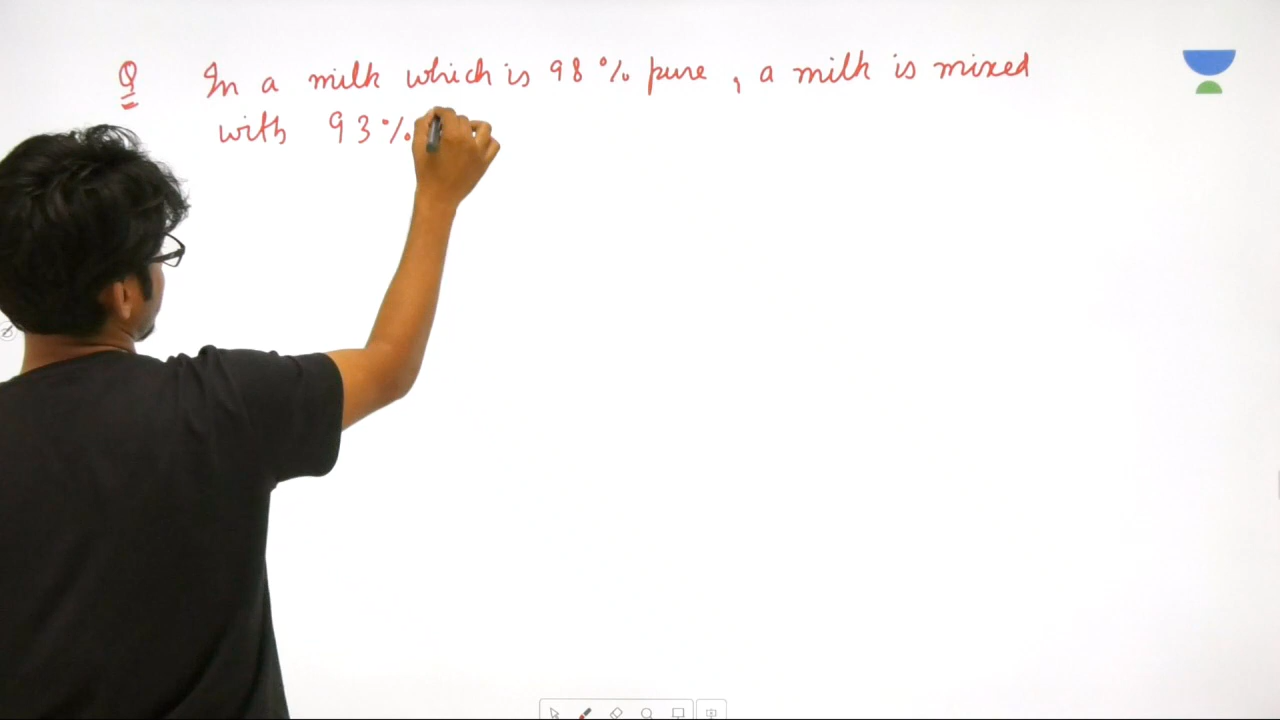 Q In a milk which is 98% pure, a milk is mixed
with 93%